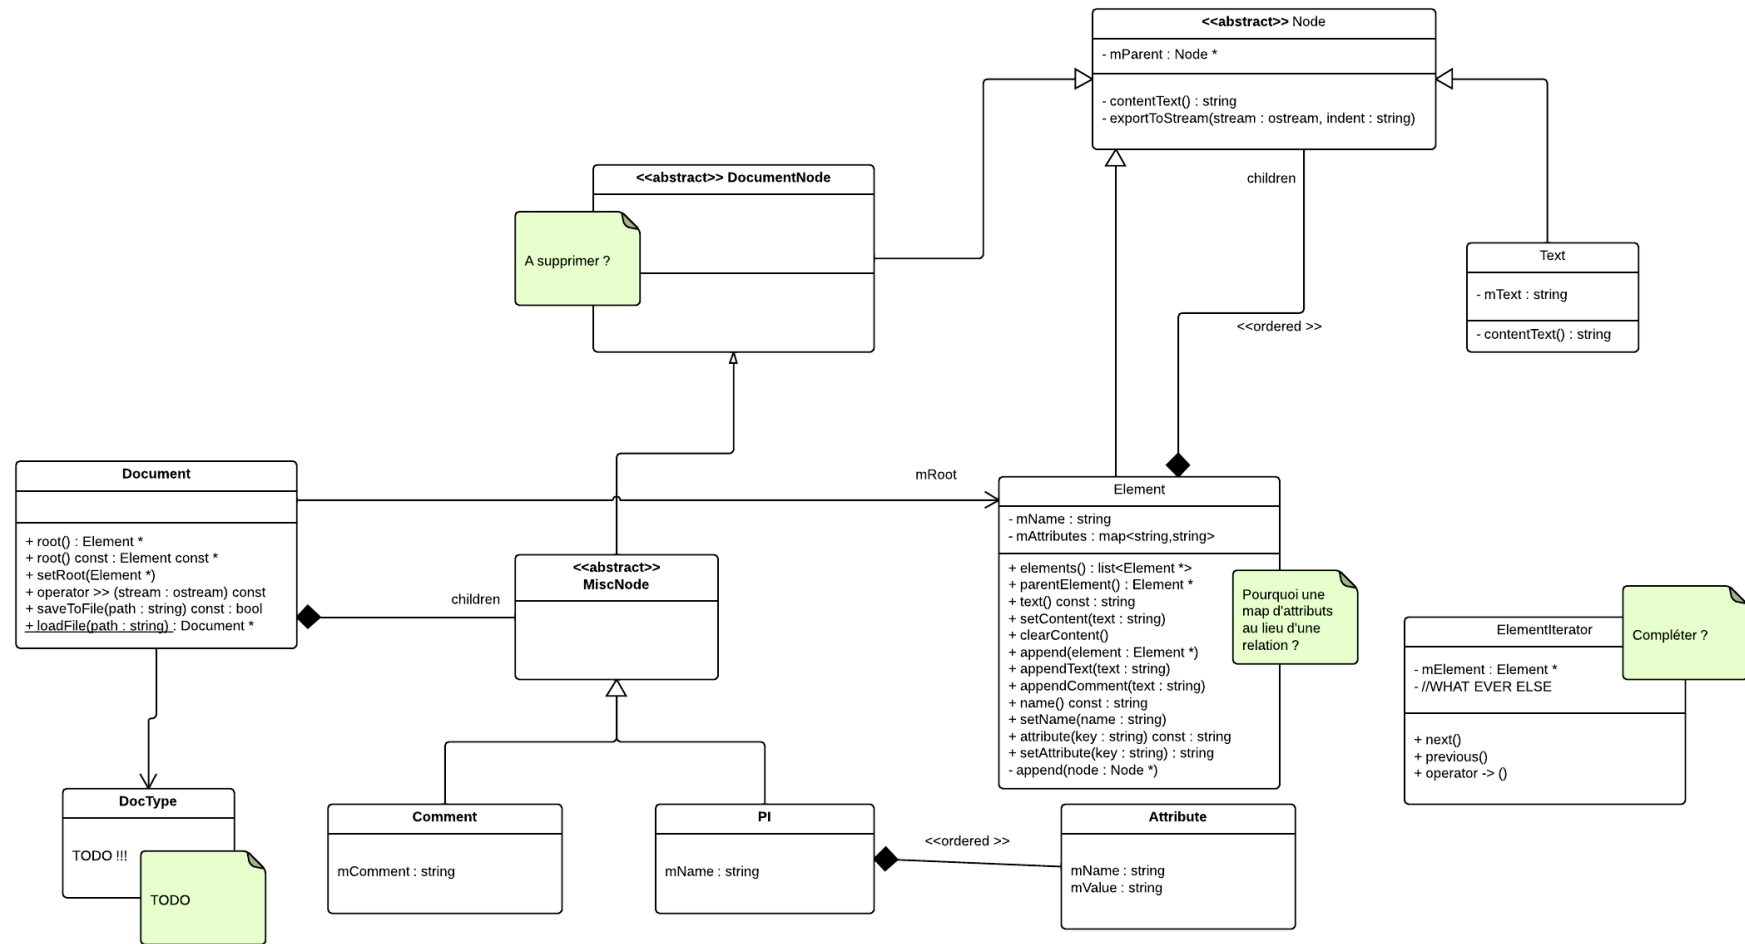 <<abstract>> Node
- mParent : Node *
- contentText() : string
- exportToStream(stream : ostream, indent : string)
children
<<ordered >>
<<abstract>> DocumentNode
A supprimer ?
Text
- mText : string
- contentText() : string
Document
+ root() : Element *
+ root() const : Element const *
+ setRoot(Element *)
+ operator >> (stream : ostream) const
+ saveToFile(path : string) const : bool
+ loadFile(path : string) : Document *
mRoot
children
<<abstract>>
MiscNode
Element
- mName : string
- mAttributes : map<string,string>
+ elements() : list<Element *>
+ parentElement() : Element *
+ text() const : string
+ setContent(text : string)
+ clearContent()
+ append(element : Element *)
+ appendText(text : string)
+ appendComment(text : string)
+ name() const : string
+ setName(name : string)
+ attribute(key : string) const : string
+ setAttribute(key : string) : string
- append(node : Node *)
Pourquoi une
map d'attributs
au lieu d'une
relation ?
ElementIterator
- mElement : Element *
- //WHAT EVER ELSE
+ next()
+ previous()
+ operator -> ()
Compléter ?
DocType
TODO !!!
TODO
Comment
mComment : string
PI
mName : string
<<ordered >>
Attribute
mName : string
mValue : string